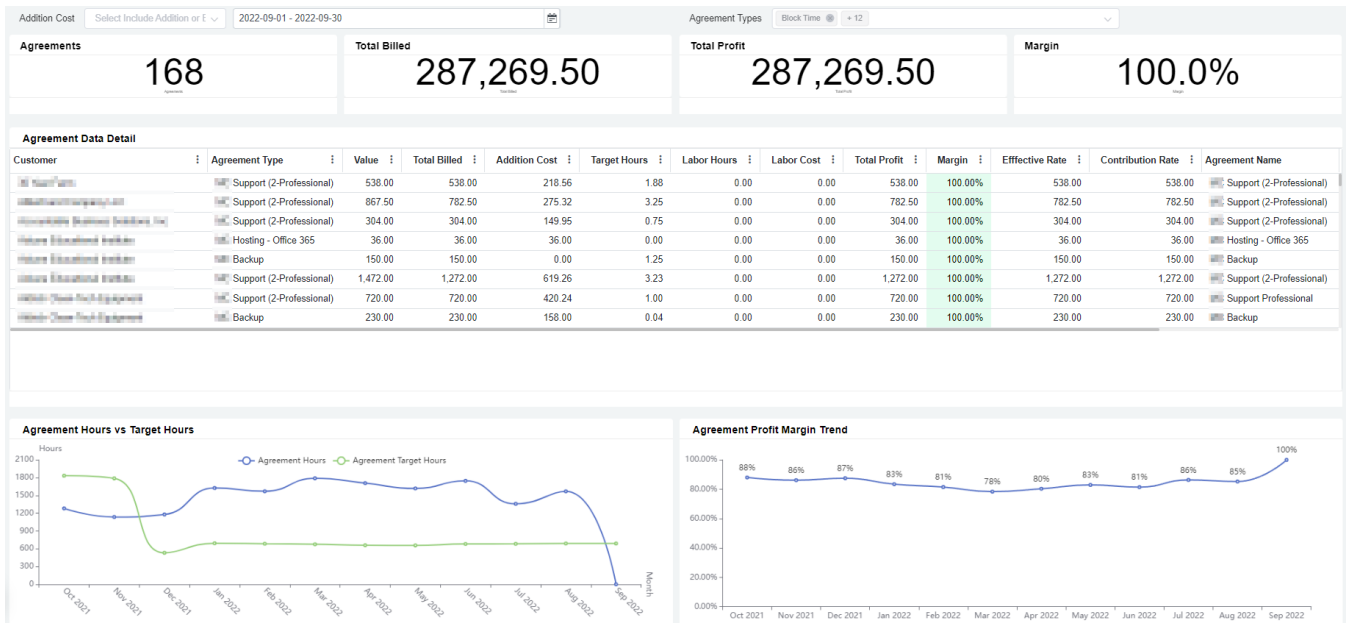 Addition Cost Select Include Addition or E 2022-09-01 - 2022-09-30 Agreement Types Block Time + 12
Agreements Total Billed Total Profit Margin
168 287,269.50 287,269.50 100.0%
Agreements Total Billed Total Profit Margin
Agreement Data Detail
Customer Agreement Type Value Total Billed Addition Cost Target Hours Labor Hours Labor Cost Total Profit Margin Efffective Rate Contribution Rate Agreement Name
Support (2-Professional) 538.00 538.00 218.56 1.88 0.00 0.00 538.00 100.00% 538.00 538.00 Support (2-Professional)
Support (2-Professional) 867.50 782.50 275.32 3.25 0.00 0.00 782.50 100.00% 782.50 782.50 Support (2-Professional)
Support (2-Professional) 304.00 304.00 149.95 0.75 0.00 0.00 304.00 100.00% 304.00 304.00 Support (2-Professional)
Hosting - Office 365 36.00 36.00 36.00 0.00 0.00 0.00 36.00 100.00% 36.00 36.00 Hosting - Office 365
Backup 150.00 150.00 0.00 1.25 0.00 0.00 150.00 100.00% 150.00 150.00 Backup
Support (2-Professional) 1,472.00 1,272.00 619.26 3.23 0.00 0.00 1,272.00 100.00% 1,272.00 1,272.00 Support (2-Professional)
Support (2-Professional) 720.00 720.00 420.24 1.00 0.00 0.00 720.00 100.00% 720.00 720.00 Support Professional
Backup 230.00 230.00 158.00 0.04 0.00 0.00 230.00 100.00% 230.00 230.00 Backup
Agreement Hours vs Target Hours
Hours
Agreement Hours Agreement Target Hours
2100
1800
1500
1200
900
600
300
0
Oct 2021 Nov 2021 Dec 2021 Jan 2022 Feb 2022 Mar 2022 Apr 2022 May 2022 Jun 2022 Jul 2022 Aug 2022 Sep 2022
Month
Agreement Profit Margin Trend
88% 86% 87% 83% 81% 78% 80% 83% 81% 86% 85% 100%
100.00%
80.00%
60.00%
40.00%
20.00%
0.00%
Oct 2021 Nov 2021 Dec 2021 Jan 2022 Feb 2022 Mar 2022 Apr 2022 May 2022 Jun 2022 Jul 2022 Aug 2022 Sep 2022